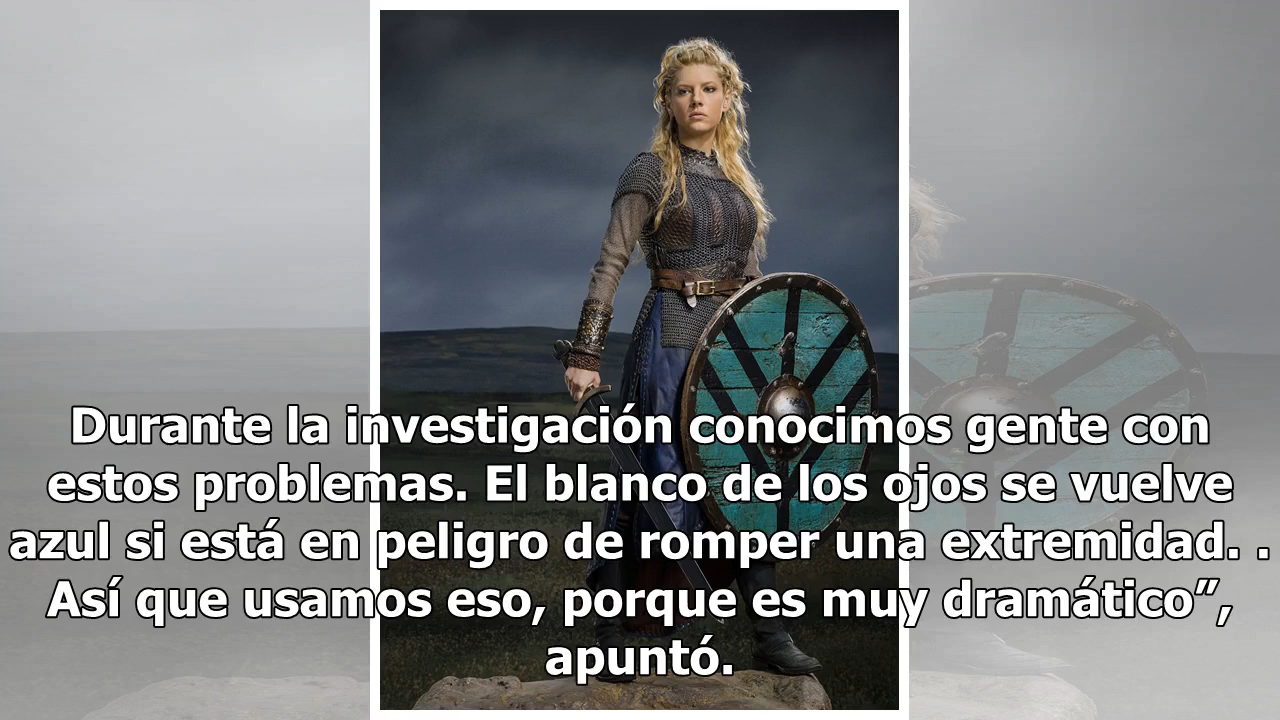 Durante la investigación conocimos gente con
estos problemas. El blanco de los ojos se vuelve
azul si está en peligro de romper una extremidad. .
Así que usamos eso, porque es muy dramático”,
apuntó.